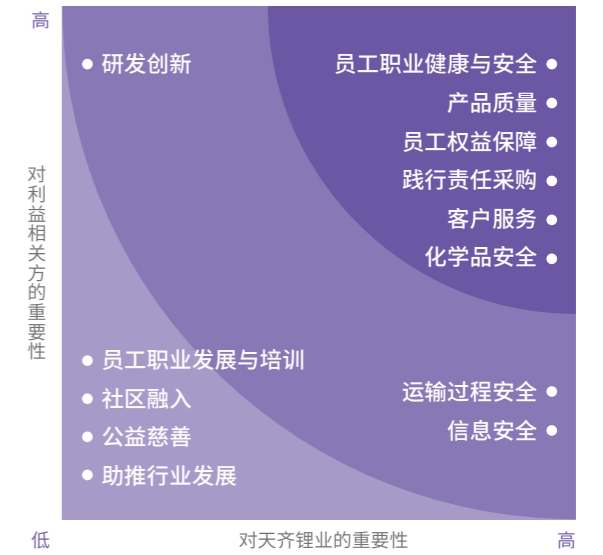 高
研发创新
员工职业健康与安全
产品质量
员工权益保障
践行责任采购
客户服务
化学品安全
对利益相关方的重要性
员工职业发展与培训
社区融入
公益慈善
助推行业发展
运输过程安全
信息安全
低
对天齐锂业的重要性
高